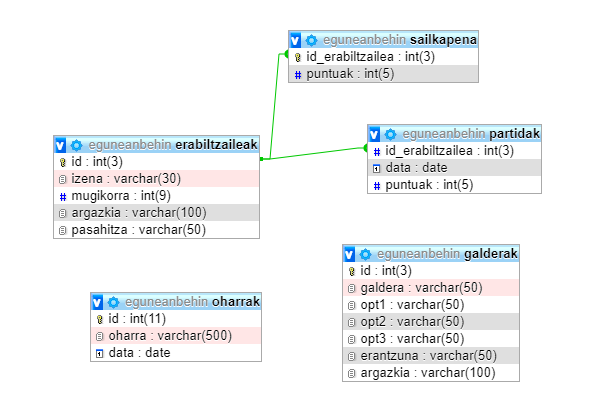 eguneanbehin sailkapena
id_erabiltzailea : int(3)
puntuak : int(5)
eguneanbehin partidak
id_erabiltzailea : int(3)
data : date
puntuak : int(5)
eguneanbehin erabiltzaileak
id : int(3)
izena : varchar(30)
mugikorra : int(9)
argazkia : varchar(100)
pasahitza : varchar(50)
eguneanbehin galderak
id : int(3)
galdera : varchar(50)
opt1 : varchar(50)
opt2 : varchar(50)
opt3 : varchar(50)
erantzuna : varchar(50)
argazkia : varchar(100)
eguneanbehin oharrak
id : int(11)
oharra : varchar(500)
data : date